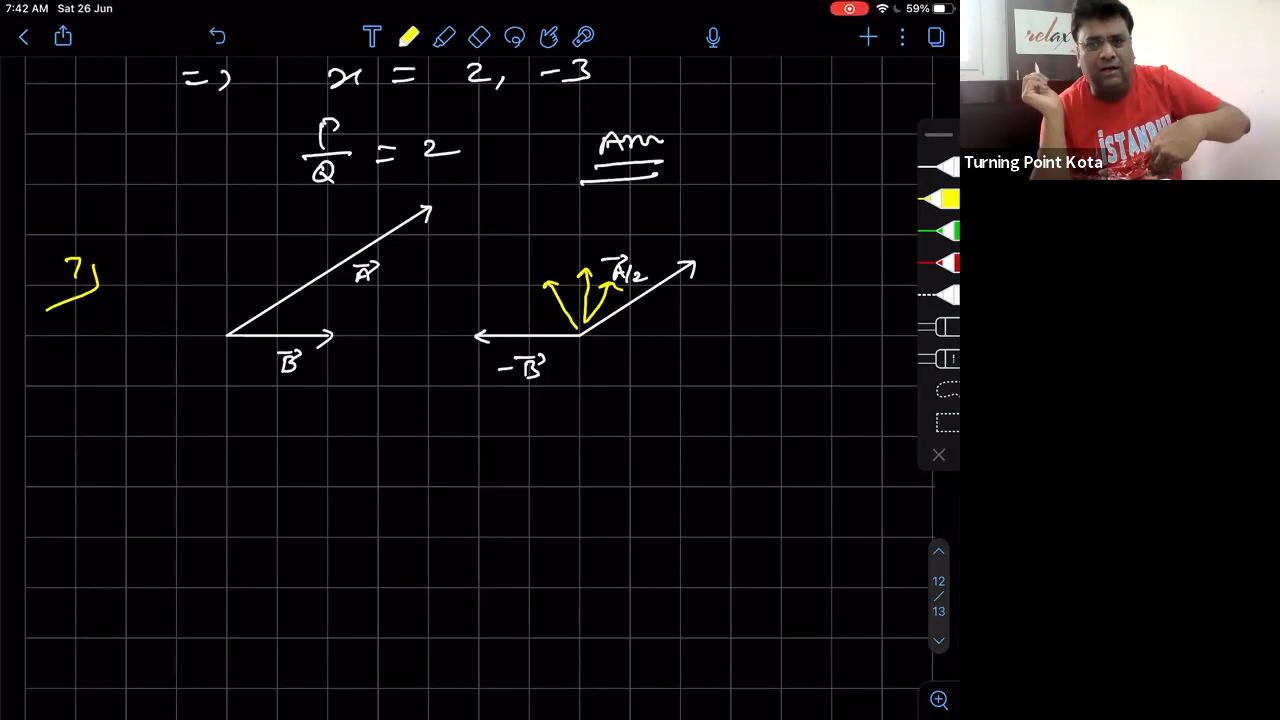 7:42 AM Sat 26 Jun
59%
relax
İSTANBUL
Turning Point Kota
=> x = 2, -3
P/Q = 2 Ans
7)
A⃗
A⃗/2
B⃗
-B⃗
12
/
13